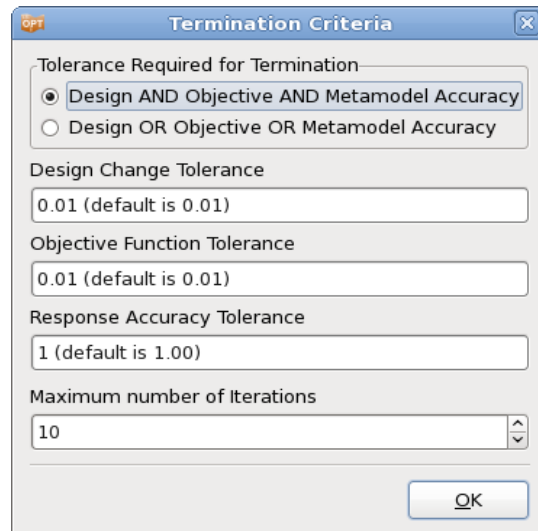 OPT
Termination Criteria
Tolerance Required for Termination
Design AND Objective AND Metamodel Accuracy
Design OR Objective OR Metamodel Accuracy
Design Change Tolerance
0.01 (default is 0.01)
Objective Function Tolerance
0.01 (default is 0.01)
Response Accuracy Tolerance
1 (default is 1.00)
Maximum number of Iterations
10
OK